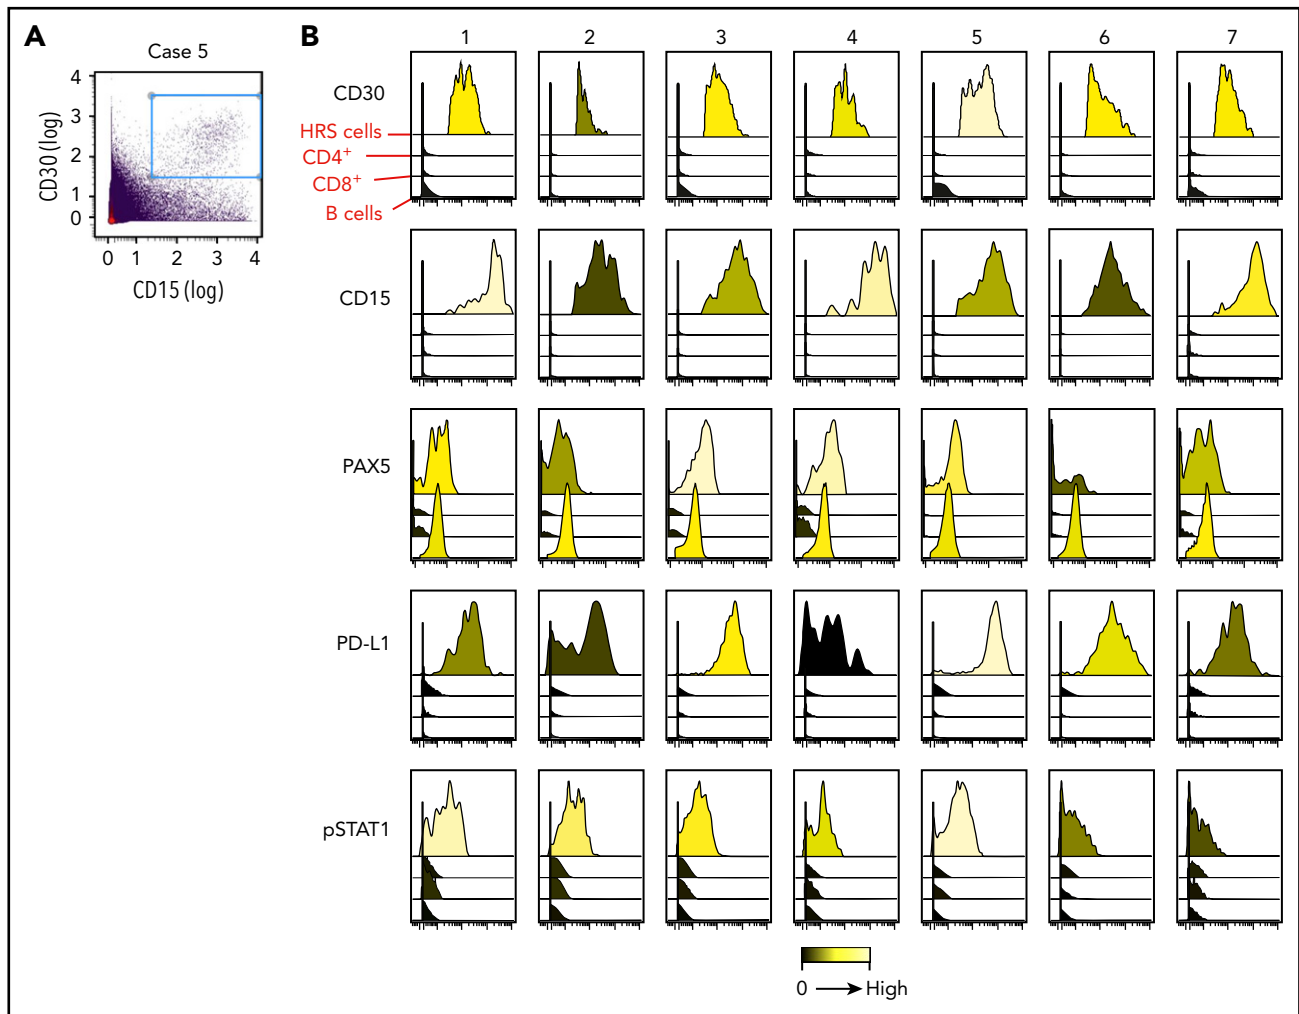 A
Case 5
4
3
2
1
0
CD30 (log)
0 1 2 3 4
CD15 (log)
B
1 2 3 4 5 6 7
CD30
HRS cells
CD4+
CD8+
B cells
CD15
PAX5
PD-L1
pSTAT1
0 → High